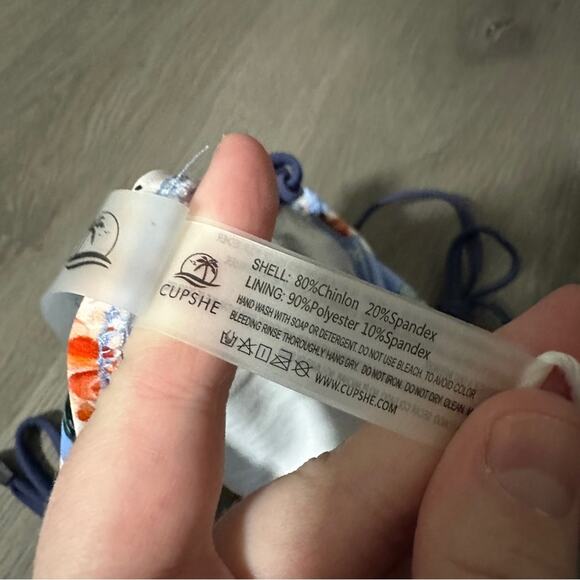 CUPSHE
SHELL: 80%Chinlon 20%Spandex
LINING: 90%Polyester 10%Spandex
HAND WASH WITH SOAP OR DETERGENT. DO NOT USE BLEACH. TO AVOID COLOR
BLEEDING RINSE THOROUGHLY HANG DRY. DO NOT IRON. DO NOT DRY CLEAN.
WWW.CUPSHE.COM